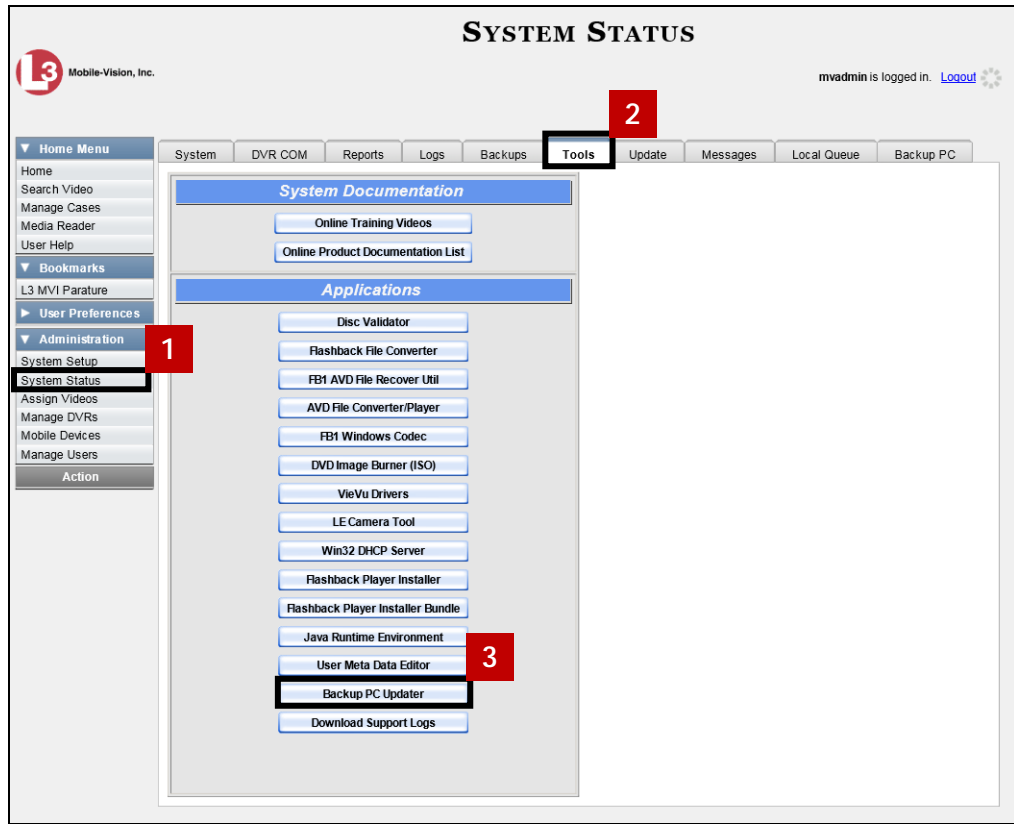 SYSTEM STATUS
L3 Mobile-Vision, Inc.
mvadmin is logged in. Logout
2
▼ Home Menu
Home
Search Video
Manage Cases
Media Reader
User Help
▼ Bookmarks
L3 MVI Parature
► User Preferences
▼ Administration
1
System Setup
System Status
Assign Videos
Manage DVRs
Mobile Devices
Manage Users
Action
System DVR COM Reports Logs Backups Tools Update Messages Local Queue Backup PC
System Documentation
Online Training Videos
Online Product Documentation List
Applications
Disc Validator
Flashback File Converter
FB1 AVD File Recover Util
AVD File Converter/Player
FB1 Windows Codec
DVD Image Burner (ISO)
VieVu Drivers
LE Camera Tool
Win32 DHCP Server
Flashback Player Installer
Flashback Player Installer Bundle
Java Runtime Environment
User Meta Data Editor
3
Backup PC Updater
Download Support Logs